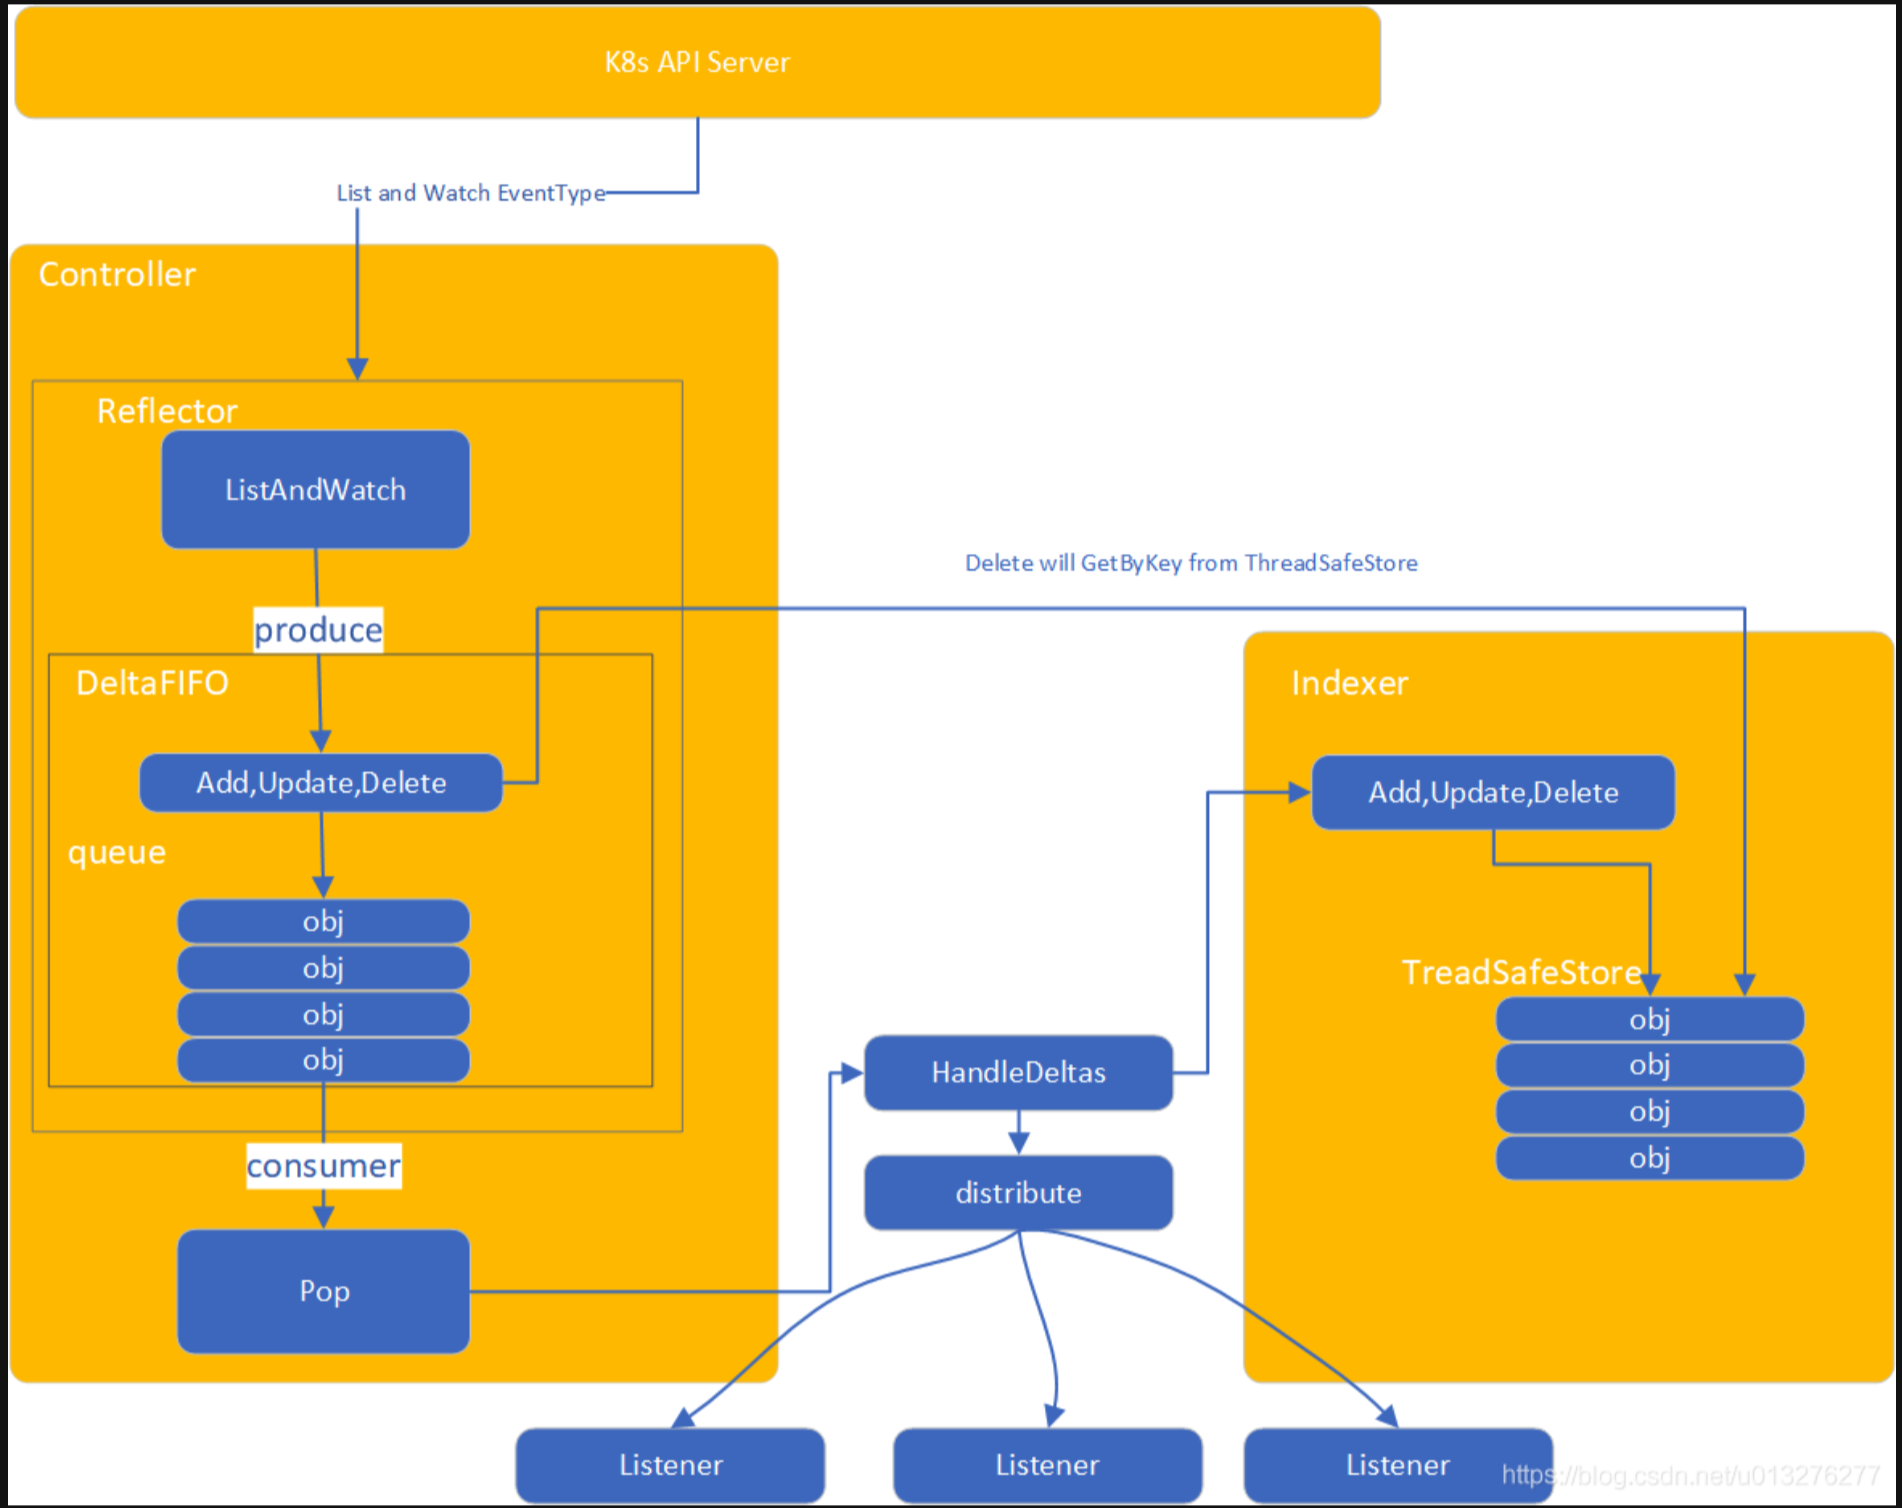 K8s API Server
List and Watch EventType
Controller
Reflector
ListAndWatch
produce
Delete will GetByKey from ThreadSafeStore
DeltaFIFO
Indexer
Add,Update,Delete
Add,Update,Delete
queue
obj
obj
obj
obj
TreadSafeStore
obj
obj
obj
obj
HandleDeltas
consumer
distribute
Pop
Listener
Listener
Listener
https://blog.csdn.net/u013276277